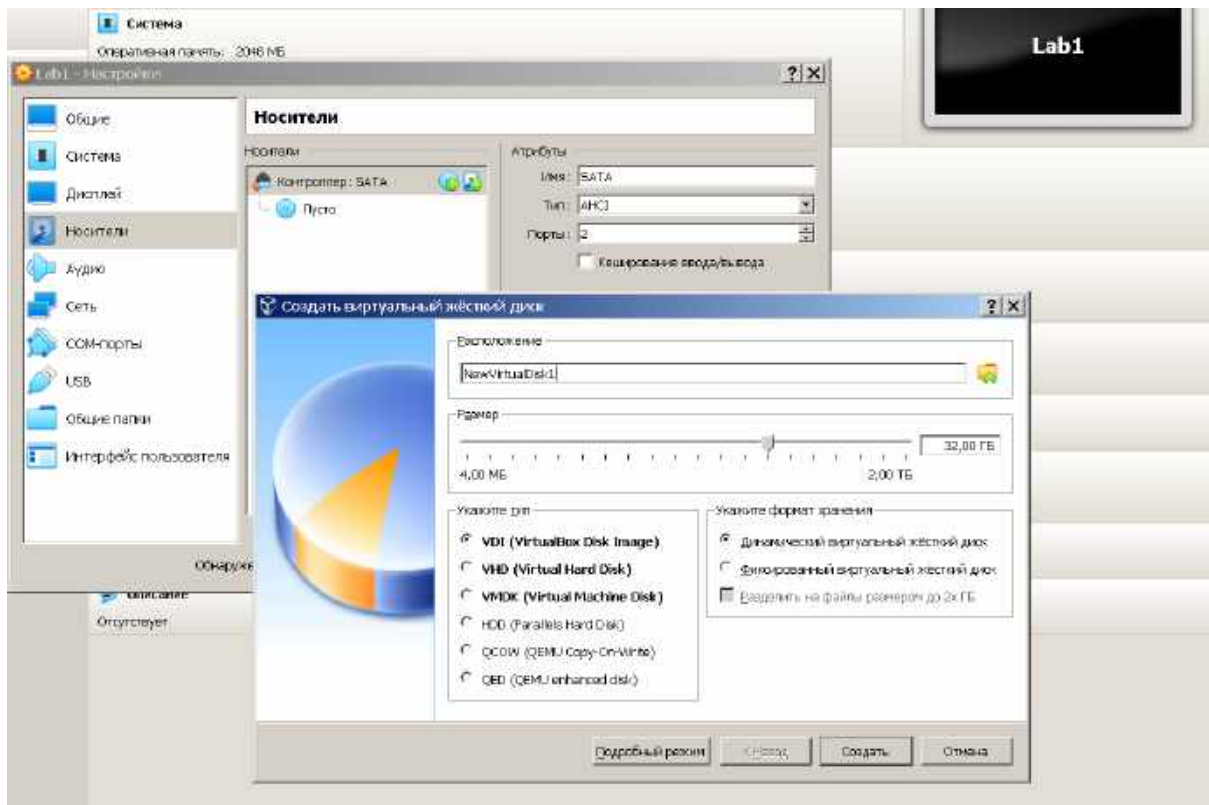 Система
Оперативная память: 2048 МБ
Lab1
Lab1 - Настройки
Общие
Система
Дисплей
Носители
Аудио
Сеть
COM-порты
USB
Общие папки
Интерфейс пользователя
Носители
Носители
Контроллер: SATA
Пусто
Атрибуты
Имя: SATA
Тип: AHCI
Порты: 2
Кеширование ввода/вывода
Обнаруже
Описание
Отсутствует
Создать виртуальный жёсткий диск
Расположение
NewVirtualDisk1
Размер
32,00 ГБ
4,00 МБ 2,00 ТБ
Укажите тип
VDI (VirtualBox Disk Image)
VHD (Virtual Hard Disk)
VMDK (Virtual Machine Disk)
HDD (Parallels Hard Disk)
QCOW (QEMU Copy-On-Write)
QED (QEMU enhanced disk)
Укажите формат хранения
Динамический виртуальный жёсткий диск
Фиксированный виртуальный жёсткий диск
Разделить на файлы размером до 2х ГБ
Подробный режим
< Назад
Создать
Отмена